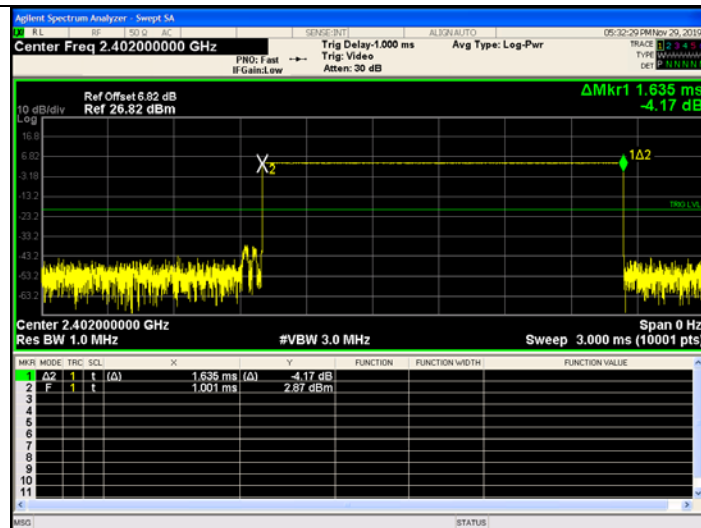 Agilent Spectrum Analyzer - Swept SA
RL RF 50 Ω AC SENSE:INT ALIGN AUTO 05:32:29 PM Nov 29, 2019
Center Freq 2.402000000 GHz
PNO: Fast
IFGain:Low
Trig Delay-1.000 ms
Trig: Video
Atten: 30 dB
Avg Type: Log-Pwr
TRACE 1 2 3 4 5
TYPE
DET P N N N N
ΔMkr1 1.635 ms
-4.17 dB
Ref Offset 6.82 dB
10 dB/div Ref 26.82 dBm
Log
16.8
6.82
-3.18
-13.2
-23.2
-33.2
-43.2
-53.2
-63.2
2
1Δ2
TRIG LVL
Center 2.402000000 GHz Span 0 Hz
Res BW 1.0 MHz #VBW 3.0 MHz Sweep 3.000 ms (10001 pts)
MKR MODE TRC SCL X Y FUNCTION FUNCTION WIDTH FUNCTION VALUE
1 Δ2 1 t (Δ) 1.635 ms (Δ) -4.17 dB
2 F 1 t 1.001 ms 2.87 dBm
3
4
5
6
7
8
9
10
11
MSG STATUS